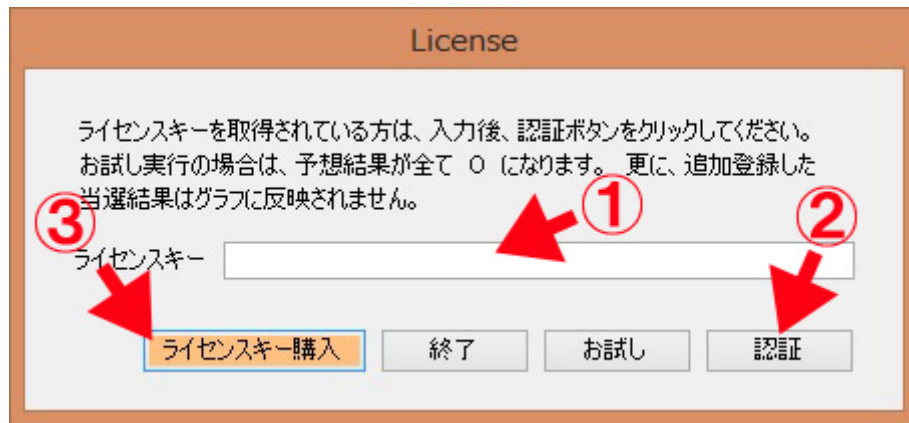 License
ライセンスキーを取得されている方は、入力後、認証ボタンをクリックしてください。
お試し実行の場合は、予想結果が全て 0 になります。 更に、追加登録した
当選結果はグラフに反映されません。
③ ① ②
ライセンスキー
ライセンスキー購入 終了 お試し 認証